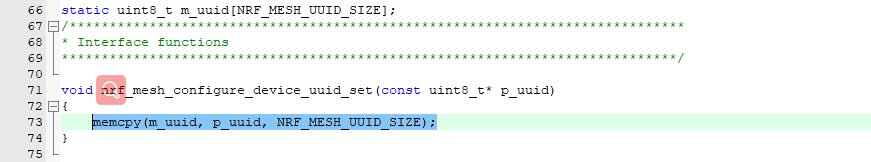 66 static uint8_t m_uuid[NRF_MESH_UUID_SIZE];
67 /*****************************************************************************
68 * Interface functions
69 *****************************************************************************/
70
71 void nrf_mesh_configure_device_uuid_set(const uint8_t* p_uuid)
72 {
73 memcpy(m_uuid, p_uuid, NRF_MESH_UUID_SIZE);
74 }
75